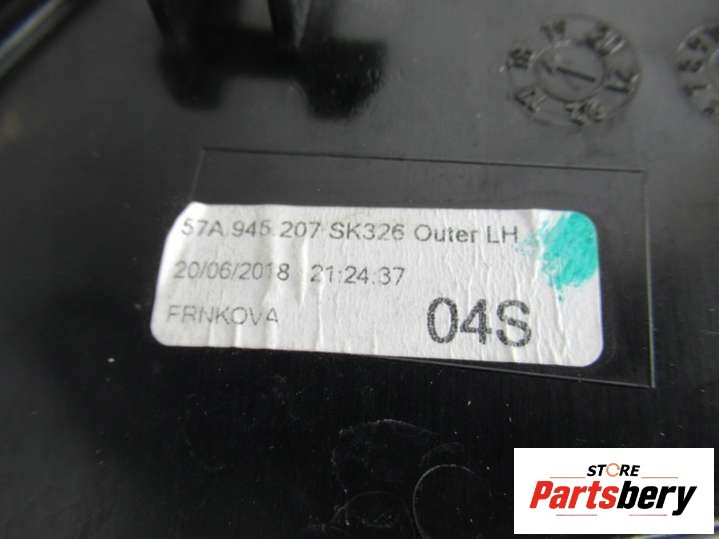 57A 945 207 SK326 Outer LH
20/06/2018 21:24:37
FRNKOVA
04S
STORE
Partsbery